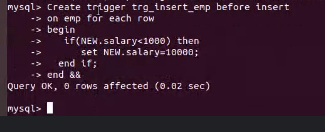 mysql> Create trigger trg_insert_emp before insert
-> on emp for each row
-> begin
-> if(NEW.salary<1000) then
-> set NEW.salary=10000;
-> end if;
-> end &&
Query OK, 0 rows affected (0.02 sec)
mysql>